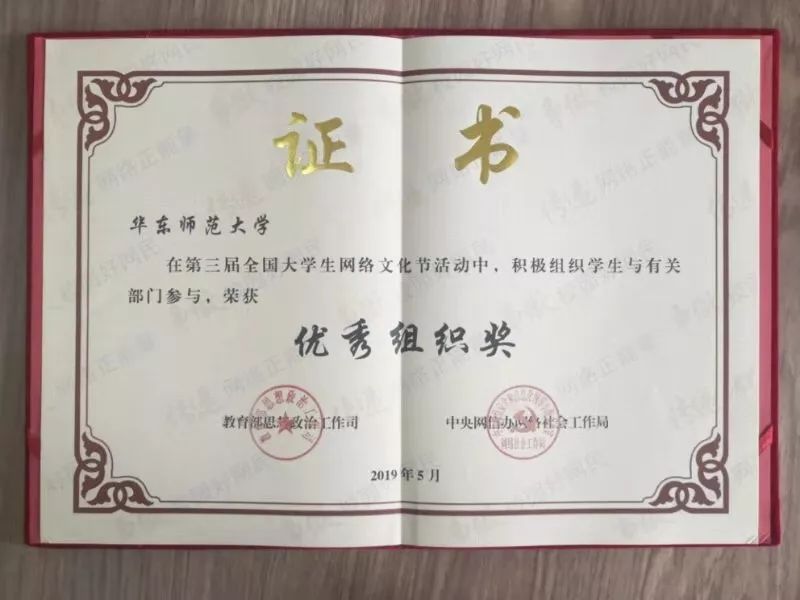 证 书
华东师范大学
在第三届全国大学生网络文化节活动中，积极组织学生与有关
部门参与，荣获
优秀组织奖
教育部思想政治工作司 中央网信办网络社会工作局
2019年5月